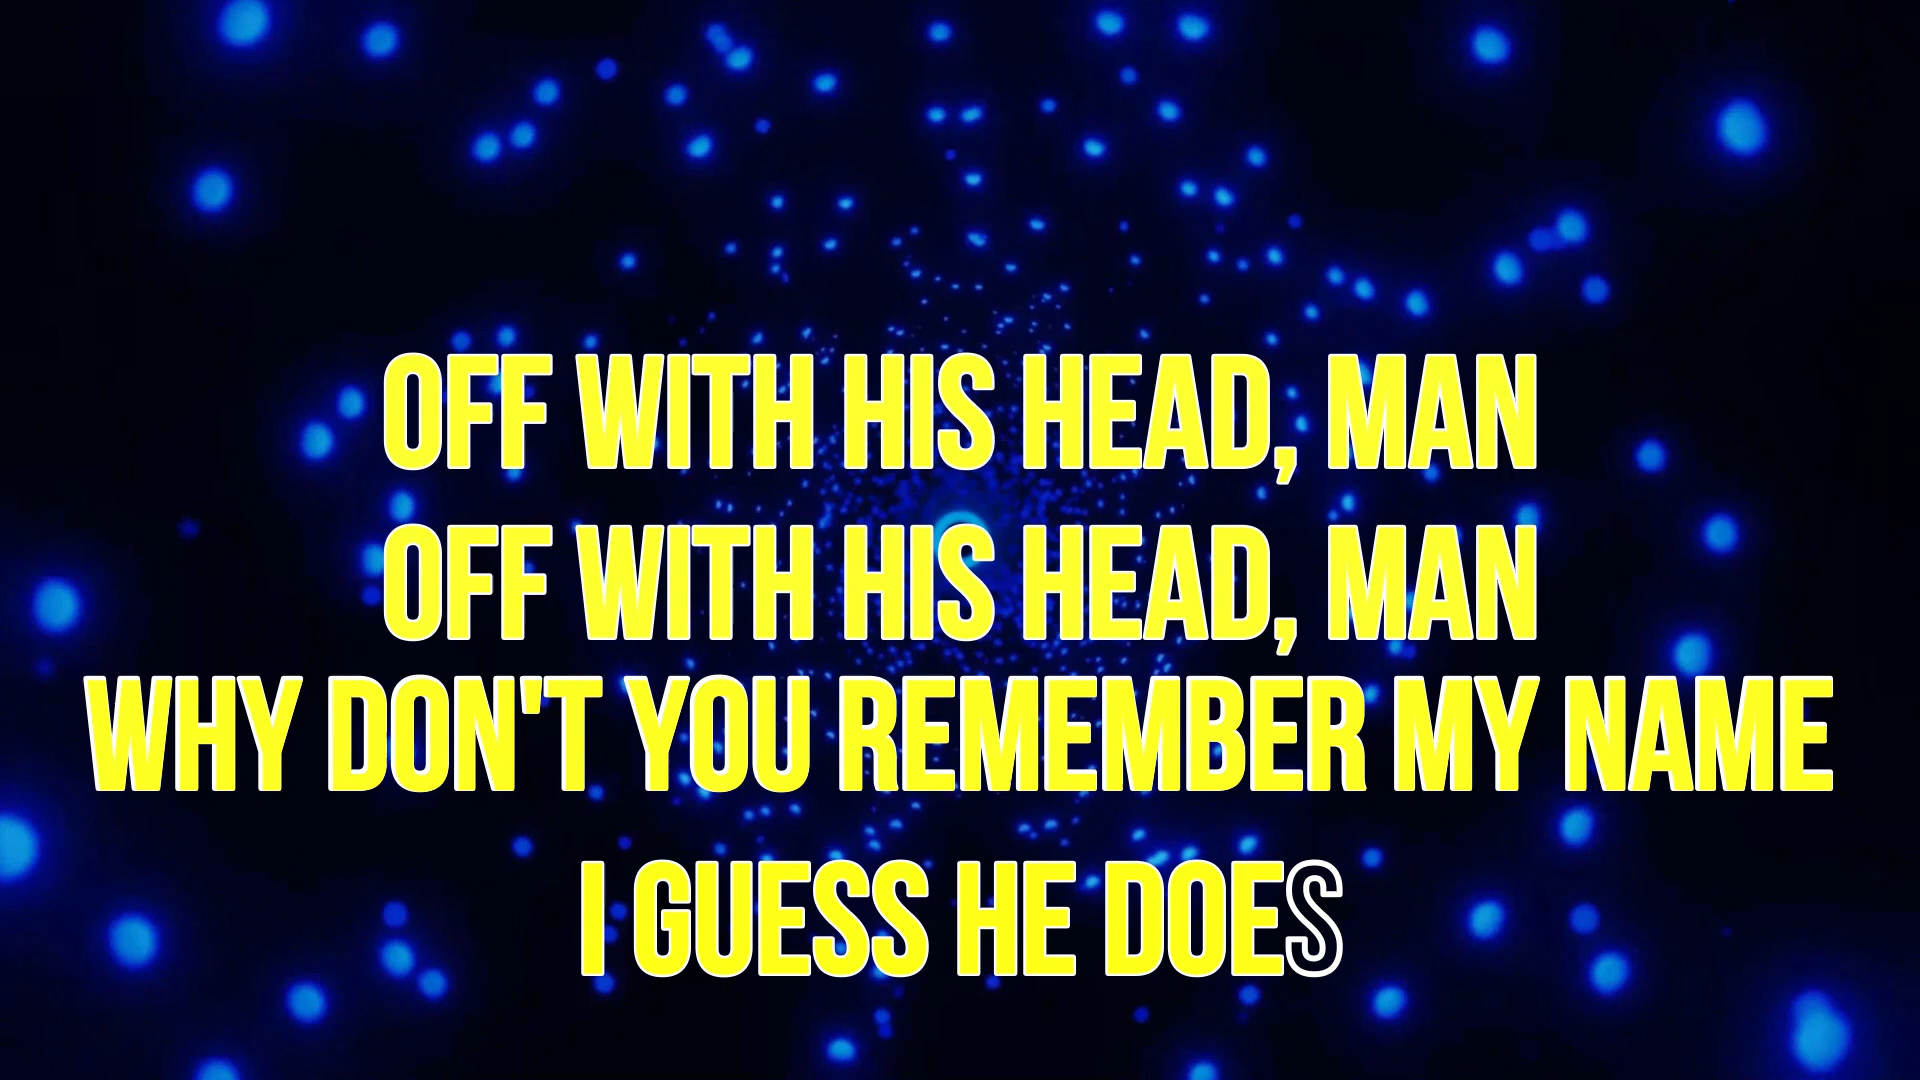 OFF WITH HIS HEAD, MAN
OFF WITH HIS HEAD, MAN
WHY DON'T YOU REMEMBER MY NAME
I GUESS HE DOES